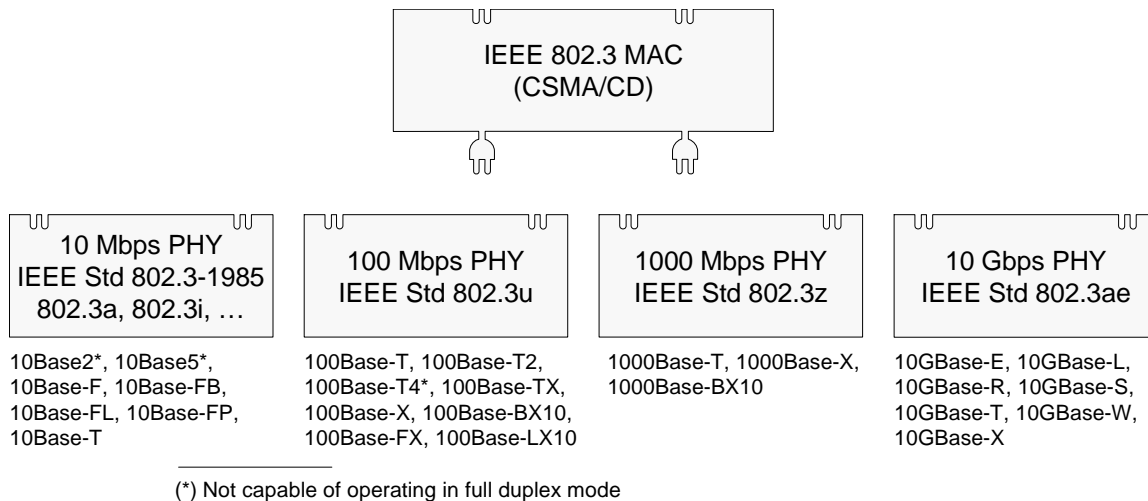 IEEE 802.3 MAC
(CSMA/CD)
10 Mbps PHY
IEEE Std 802.3-1985
802.3a, 802.3i, …
10Base2*, 10Base5*,
10Base-F, 10Base-FB,
10Base-FL, 10Base-FP,
10Base-T
100 Mbps PHY
IEEE Std 802.3u
100Base-T, 100Base-T2,
100Base-T4*, 100Base-TX,
100Base-X, 100Base-BX10,
100Base-FX, 100Base-LX10
1000 Mbps PHY
IEEE Std 802.3z
1000Base-T, 1000Base-X,
1000Base-BX10
10 Gbps PHY
IEEE Std 802.3ae
10GBase-E, 10GBase-L,
10GBase-R, 10GBase-S,
10GBase-T, 10GBase-W,
10GBase-X
(*) Not capable of operating in full duplex mode